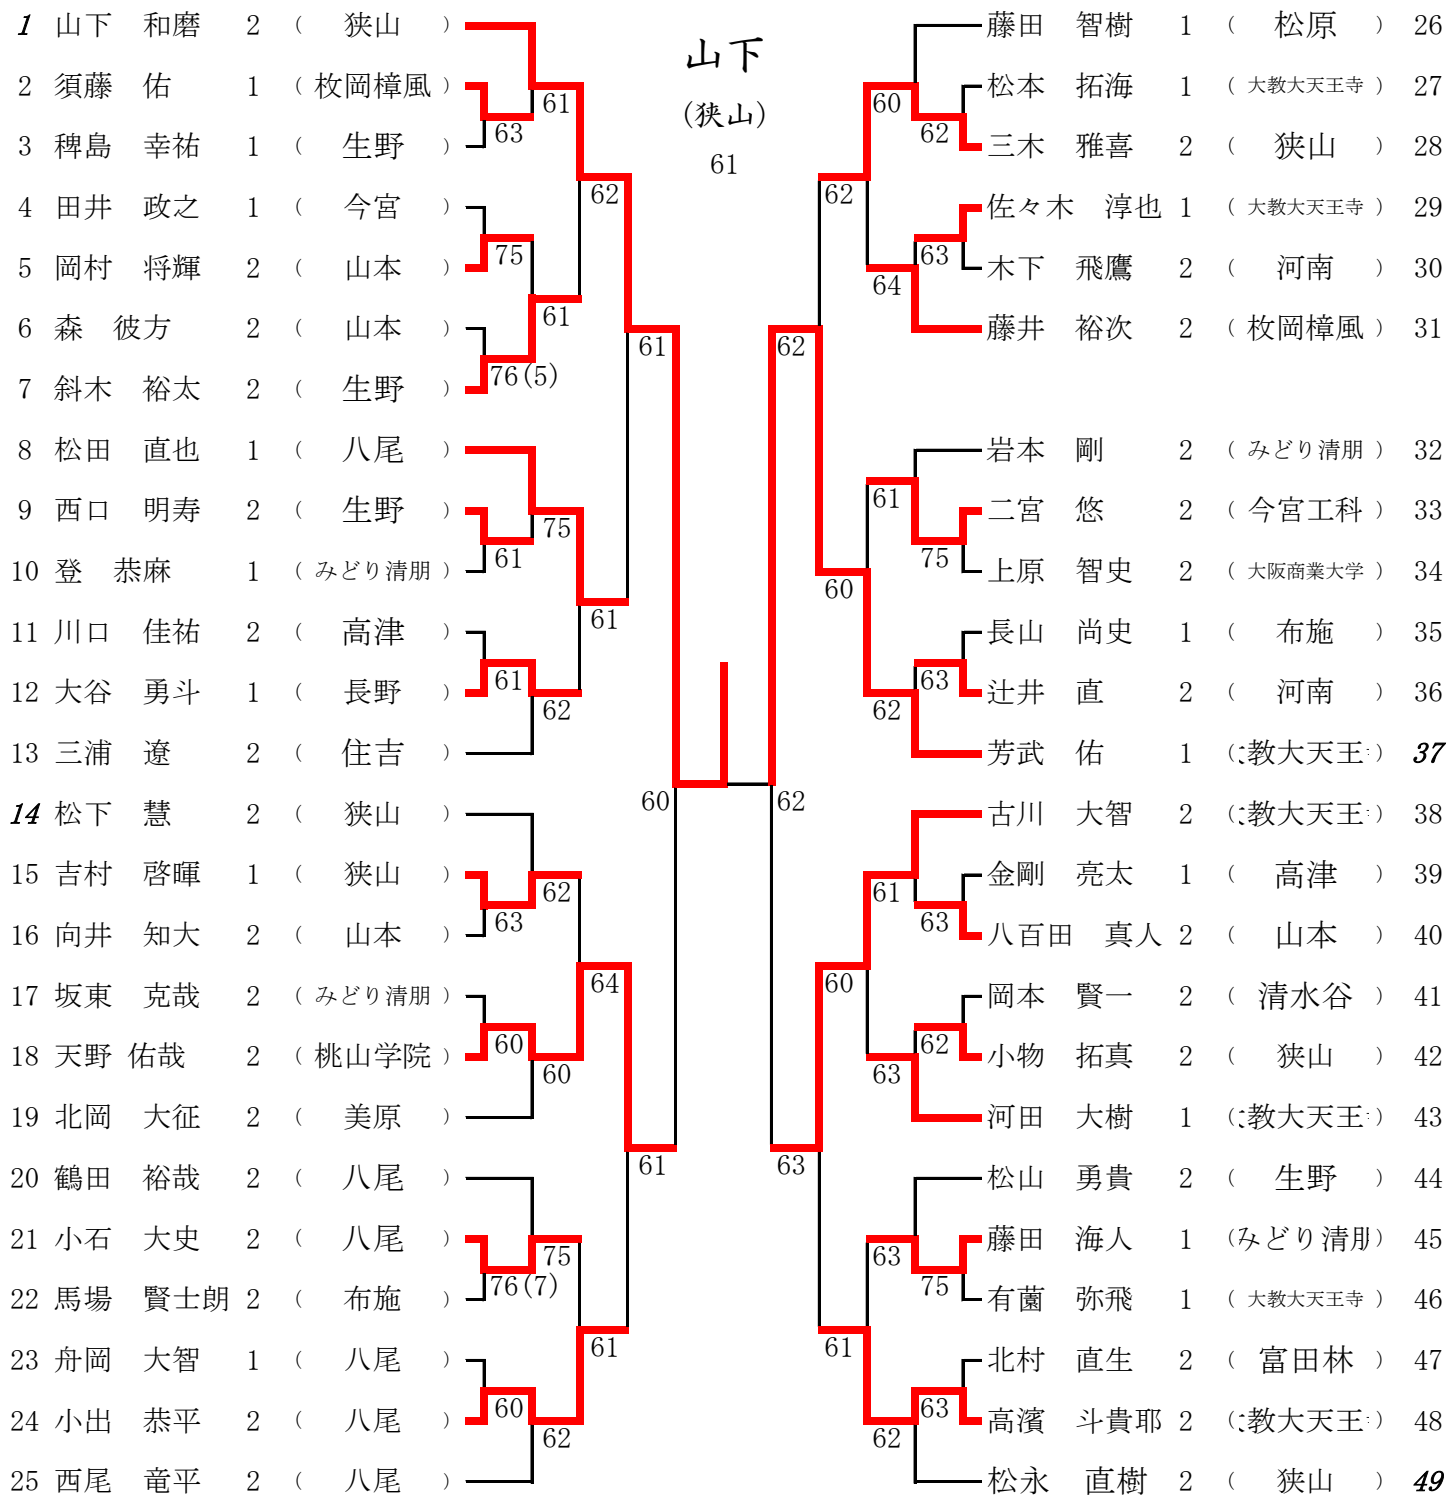 1 山下 和磨 2 ( 狭山 )
2 須藤 佑 1 ( 枚岡樟風 )
3 稗島 幸祐 1 ( 生野 )
4 田井 政之 1 ( 今宮 )
5 岡村 将輝 2 ( 山本 )
6 森 彼方 2 ( 山本 )
7 斜木 裕太 2 ( 生野 )
8 松田 直也 1 ( 八尾 )
9 西口 明寿 2 ( 生野 )
10 登 恭麻 1 ( みどり清朋 )
11 川口 佳祐 2 ( 高津 )
12 大谷 勇斗 1 ( 長野 )
13 三浦 遼 2 ( 住吉 )
14 松下 慧 2 ( 狭山 )
15 吉村 啓暉 1 ( 狭山 )
16 向井 知大 2 ( 山本 )
17 坂東 克哉 2 ( みどり清朋 )
18 天野 佑哉 2 ( 桃山学院 )
19 北岡 大征 2 ( 美原 )
20 鶴田 裕哉 2 ( 八尾 )
21 小石 大史 2 ( 八尾 )
22 馬場 賢士朗 2 ( 布施 )
23 舟岡 大智 1 ( 八尾 )
24 小出 恭平 2 ( 八尾 )
25 西尾 竜平 2 ( 八尾 )
61
63
62
75
61
76(5)
61
75
61
61
61
62
60
62
63
64
60
60
61
75
76(7)
61
60
62
山下
(狭山)
61
60
62
62
63
64
62
61
75
60
63
62
62
61
63
60
62
63
63
63
75
61
63
62
藤田 智樹 1 ( 松原 ) 26
松本 拓海 1 ( 大教大天王寺 ) 27
三木 雅喜 2 ( 狭山 ) 28
佐々木 淳也 1 ( 大教大天王寺 ) 29
木下 飛鷹 2 ( 河南 ) 30
藤井 裕次 2 ( 枚岡樟風 ) 31
岩本 剛 2 ( みどり清朋 ) 32
二宮 悠 2 ( 今宮工科 ) 33
上原 智史 2 ( 大阪商業大学 ) 34
長山 尚史 1 ( 布施 ) 35
辻井 直 2 ( 河南 ) 36
芳武 佑 1 ( 教大天王 ) 37
古川 大智 2 ( 教大天王 ) 38
金剛 亮太 1 ( 高津 ) 39
八百田 真人 2 ( 山本 ) 40
岡本 賢一 2 ( 清水谷 ) 41
小物 拓真 2 ( 狭山 ) 42
河田 大樹 1 ( 教大天王 ) 43
松山 勇貴 2 ( 生野 ) 44
藤田 海人 1 ( みどり清朋 ) 45
有薗 弥飛 1 ( 大教大天王寺 ) 46
北村 直生 2 ( 富田林 ) 47
高濱 斗貴耶 2 ( 教大天王 ) 48
松永 直樹 2 ( 狭山 ) 49